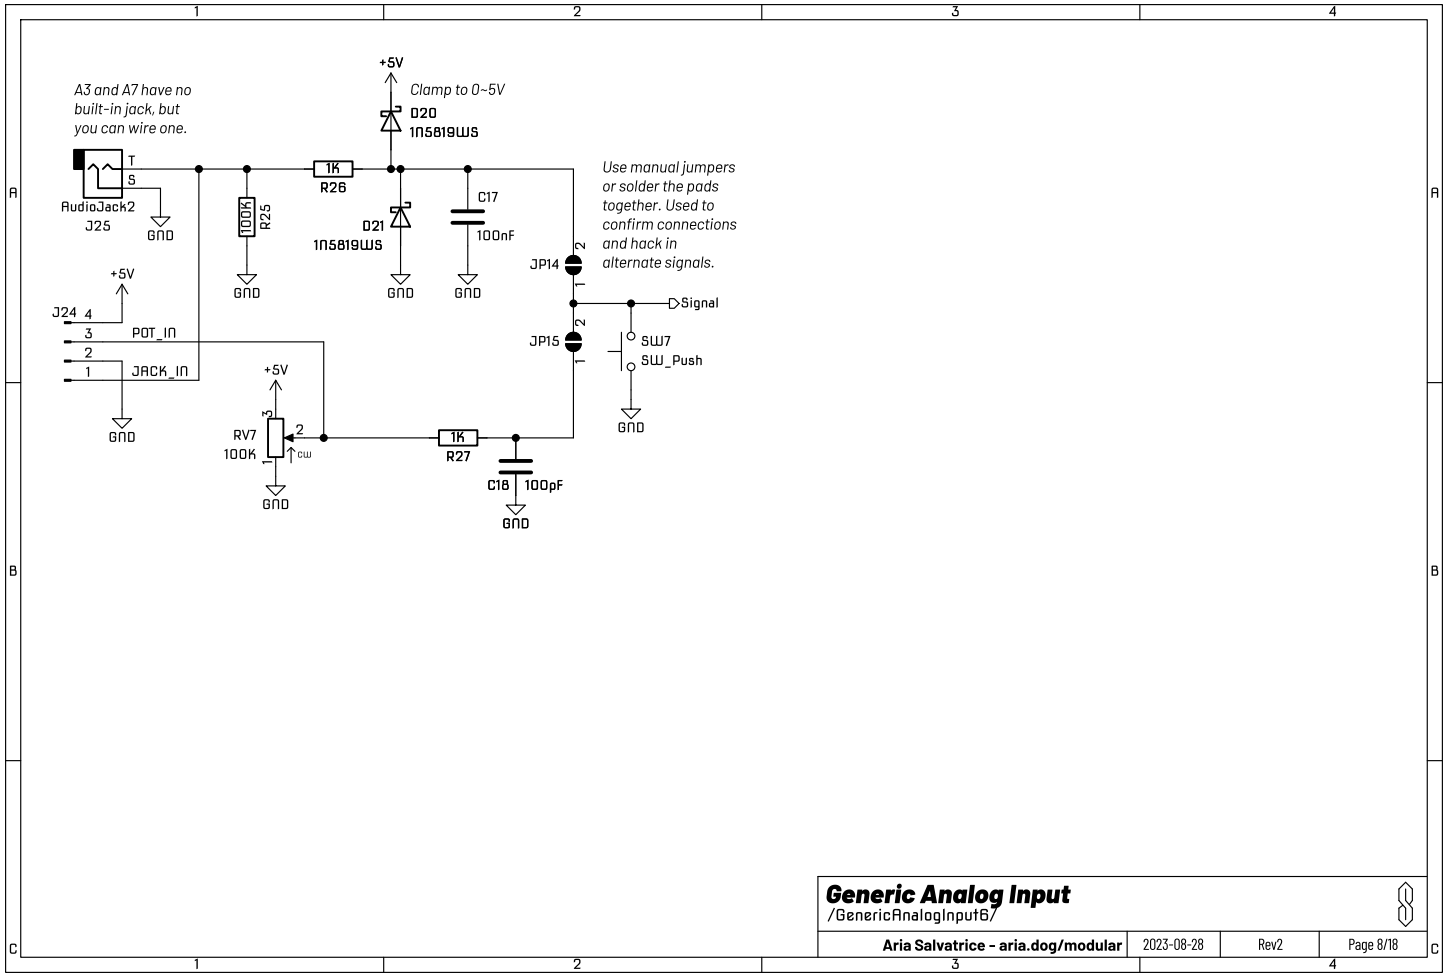 1 2 3 4
+5V
A3 and A7 have no
built-in jack, but
you can wire one.
Clamp to 0~5V
D20
1N5819WS
T
1K
R26
S
AudioJack2
J25
GND
100K
R25
GND
D21
1N5819WS
GND
C17
100nF
GND
Use manual jumpers
or solder the pads
together. Used to
confirm connections
and hack in
alternate signals.
A A
2
JP14
1
Signal
2
JP15
1
SW7
SW_Push
GND
+5V
J24 4
3 POT_IN
2
1 JACK_IN
GND
+5V
3
RV7 2
100K CW
1
GND
1K
R27
C18 100pF
GND
B B
Generic Analog Input
/GenericAnalogInput6/
Aria Salvatrice - aria.dog/modular 2023-08-28 Rev2 Page 8/18
C C
1 2 3 4